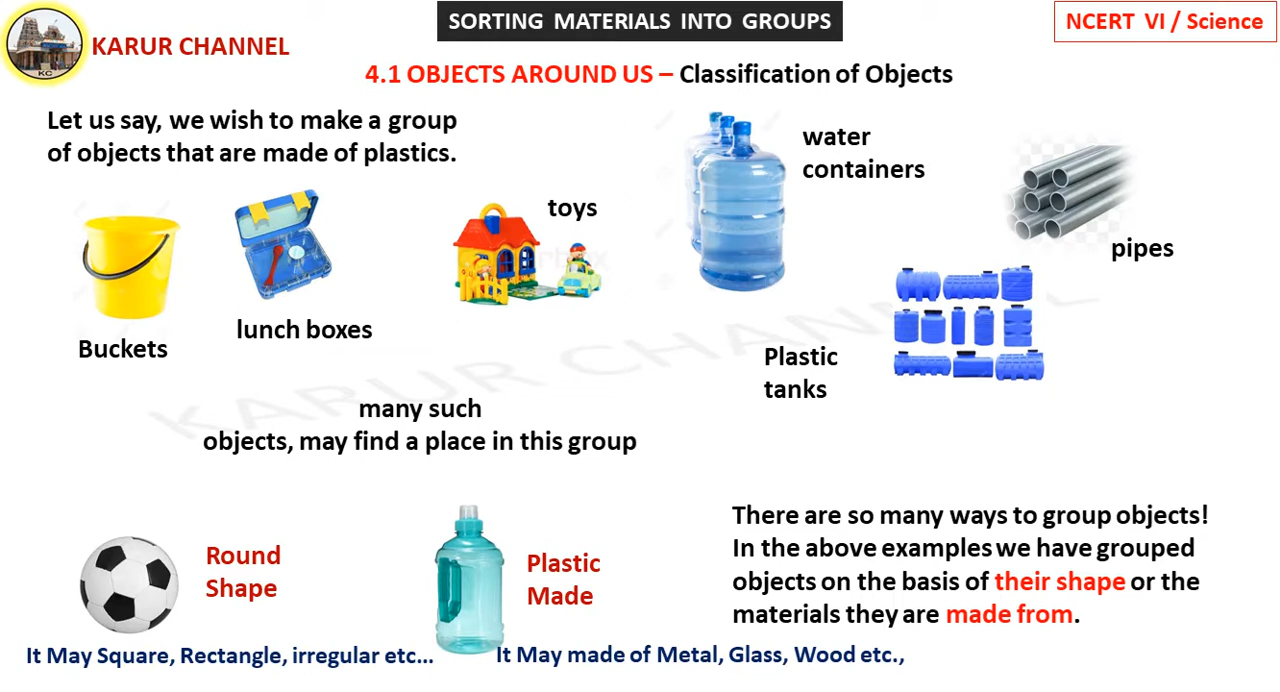 SORTING MATERIALS INTO GROUPS
NCERT VI / Science
KARUR CHANNEL
KC
4.1 OBJECTS AROUND US – Classification of Objects
Let us say, we wish to make a group
of objects that are made of plastics.
water
containers
toys
pipes
lunch boxes
Buckets
Plastic
tanks
KARUR CHANNEL
many such
objects, may find a place in this group
Round
Shape
Plastic
Made
There are so many ways to group objects!
In the above examples we have grouped
objects on the basis of their shape or the
materials they are made from.
It May Square, Rectangle, irregular etc...
It May made of Metal, Glass, Wood etc.,